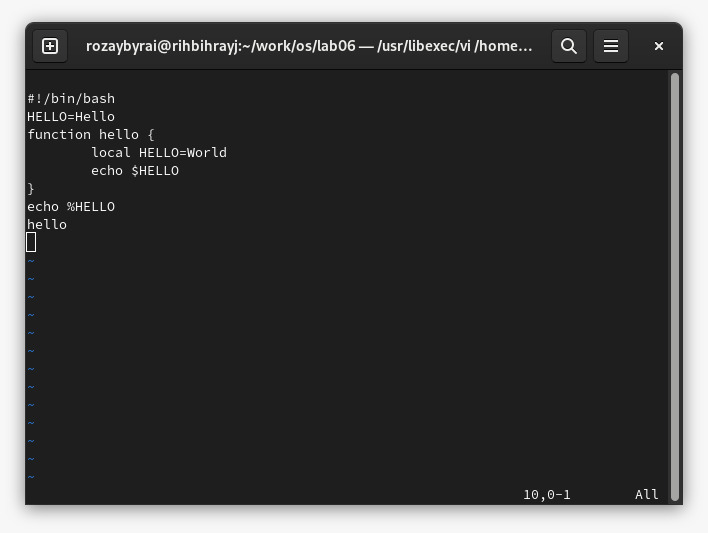 rozaybyrai@rihbihrayj:~/work/os/lab06 — /usr/libexec/vi /home…
#!/bin/bash
HELLO=Hello
function hello {
        local HELLO=World
        echo $HELLO
}
echo %HELLO
hello
~
~
~
~
~
~
~
~
~
~
~
~
~
10,0-1        All